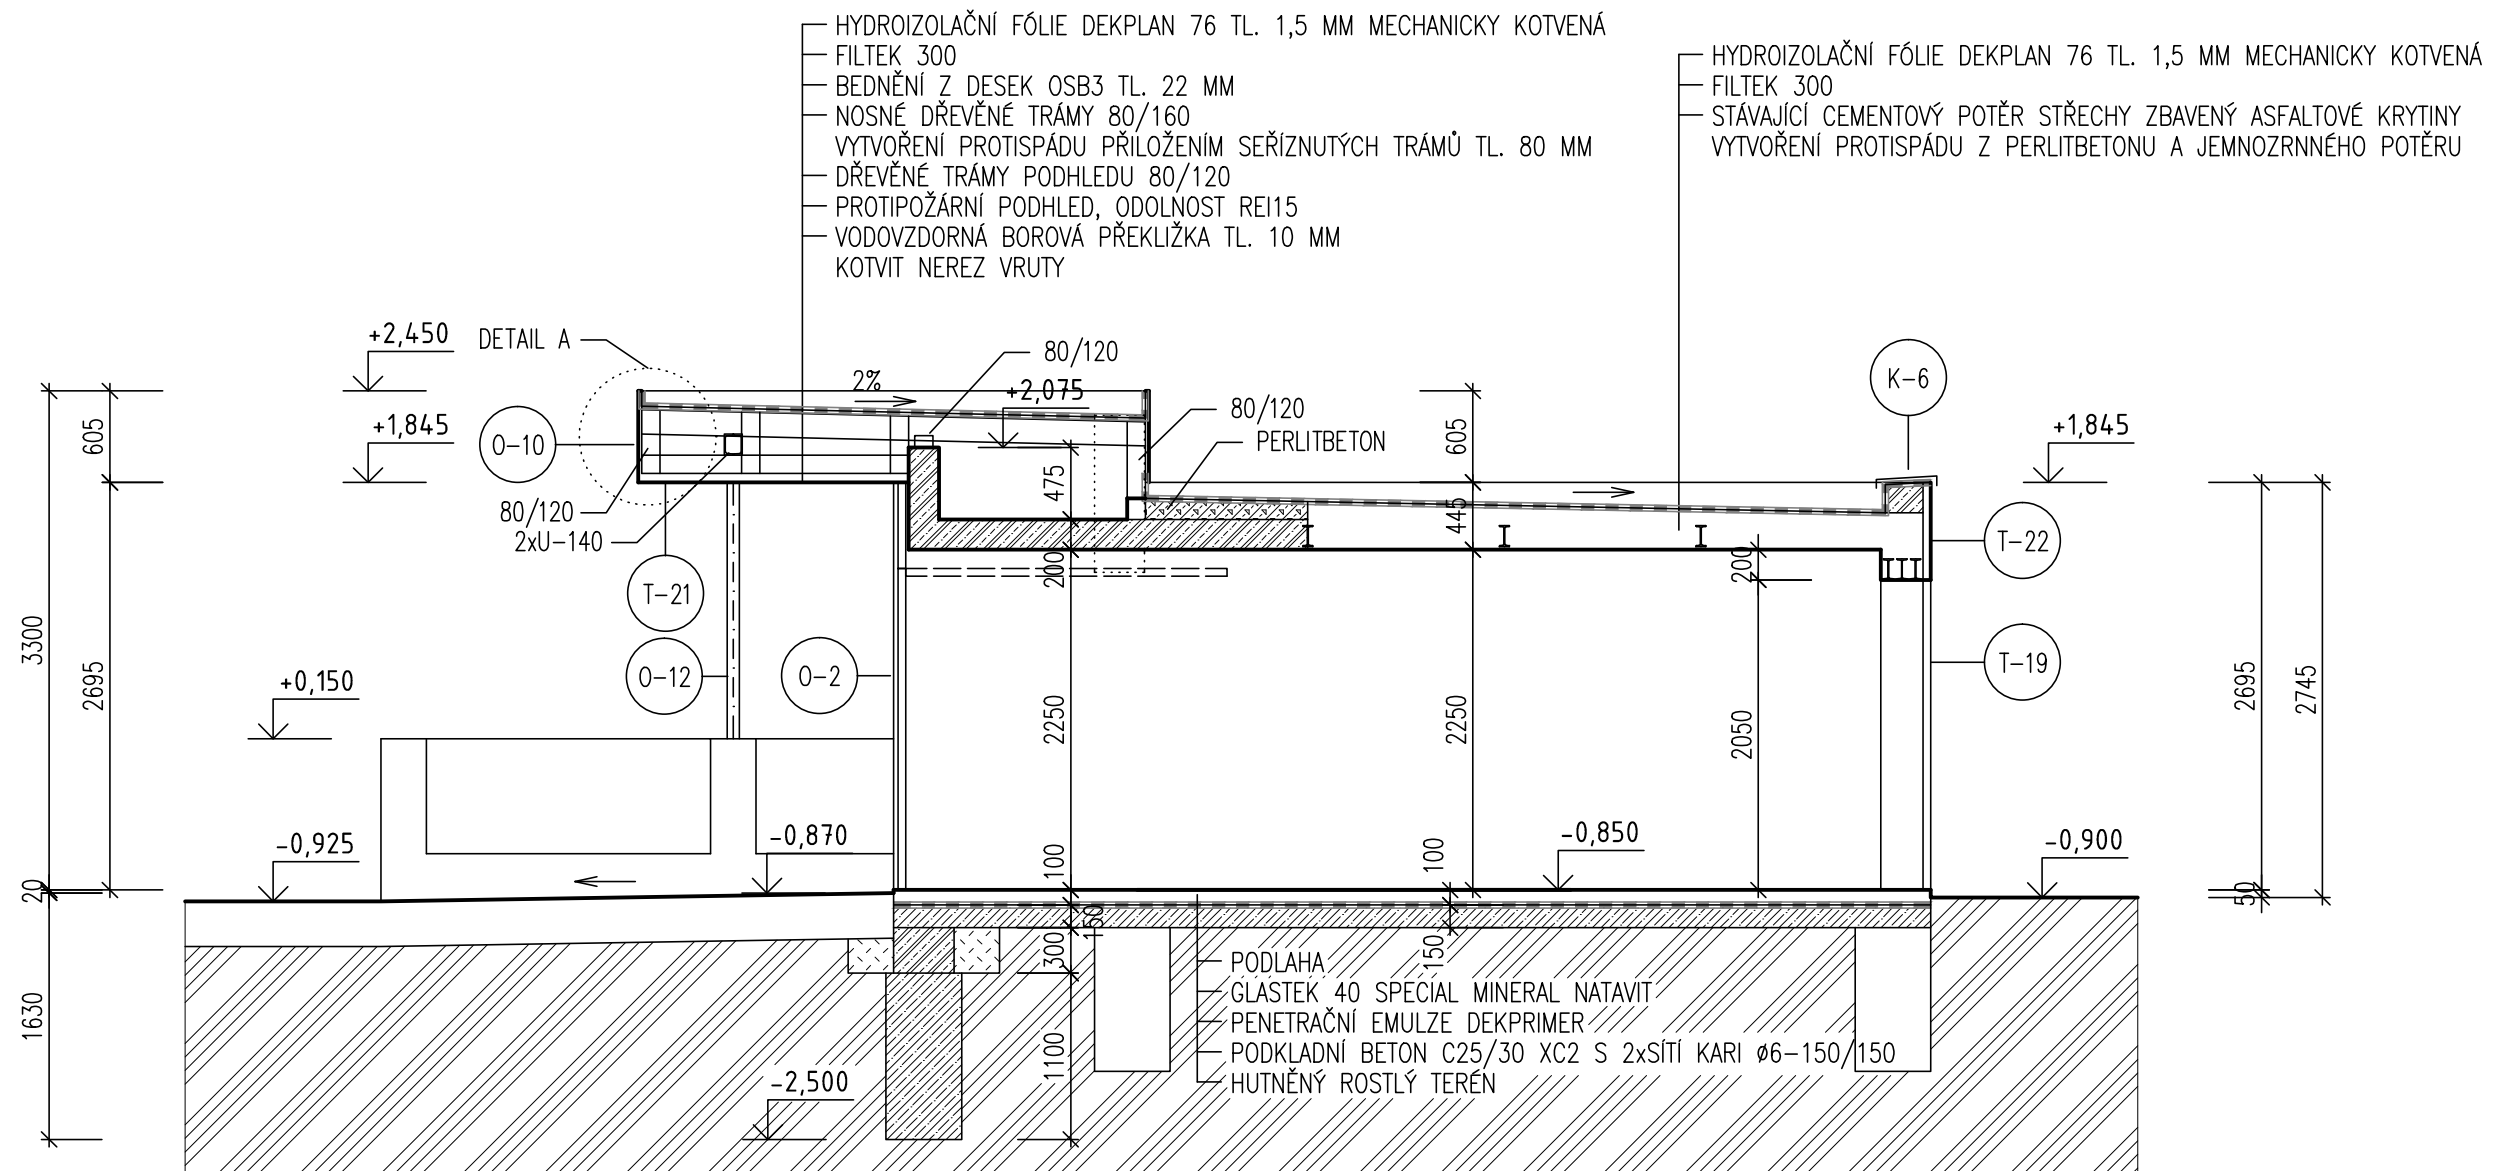 HYDROIZOLAČNÍ FÓLIE DEKPLAN 76 TL. 1,5 MM MECHANICKY KOTVENÁ
FILTEK 300
BEDNĚNÍ Z DESEK OSB3 TL. 22 MM
NOSNÉ DŘEVĚNÉ TRÁMY 80/160
VYTVOŘENÍ PROTISPÁDU PŘILOŽENÍM SEŘÍZNUTÝCH TRÁMŮ TL. 80 MM
DŘEVĚNÉ TRÁMY PODHLEDU 80/120
PROTIPOŽÁRNÍ PODHLED, ODOLNOST REI15
VODOVZDORNÁ BOROVÁ PŘEKLIŽKA TL. 10 MM
KOTVIT NEREZ VRUTY
HYDROIZOLAČNÍ FÓLIE DEKPLAN 76 TL. 1,5 MM MECHANICKY KOTVENÁ
FILTEK 300
STÁVAJÍCÍ CEMENTOVÝ POTĚR STŘECHY ZBAVENÝ ASFALTOVÉ KRYTINY
VYTVOŘENÍ PROTISPÁDU Z PERLITBETONU A JEMNOZRNNÉHO POTĚRU
+2,450
DETAIL A
80/120
2%
+2,075
K-6
605
+1,845
O-10
80/120
PERLITBETON
605
+1,845
475
445
80/120
2xU-140
T-22
200
200
T-21
3300
2695
O-12
O-2
T-19
+0,150
2250
2250
2050
2695
2745
-0,925
-0,870
100
100
-0,850
-0,900
20
50
150
300
150
PODLAHA
GLASTEK 40 SPECIAL MINERAL NATAVIT
PENETRAČNÍ EMULZE DEKPRIMER
PODKLADNÍ BETON C25/30 XC2 S 2xSÍTÍ KARI Ø6-150/150
HUTNĚNÝ ROSTLÝ TERÉN
1630
1100
-2,500